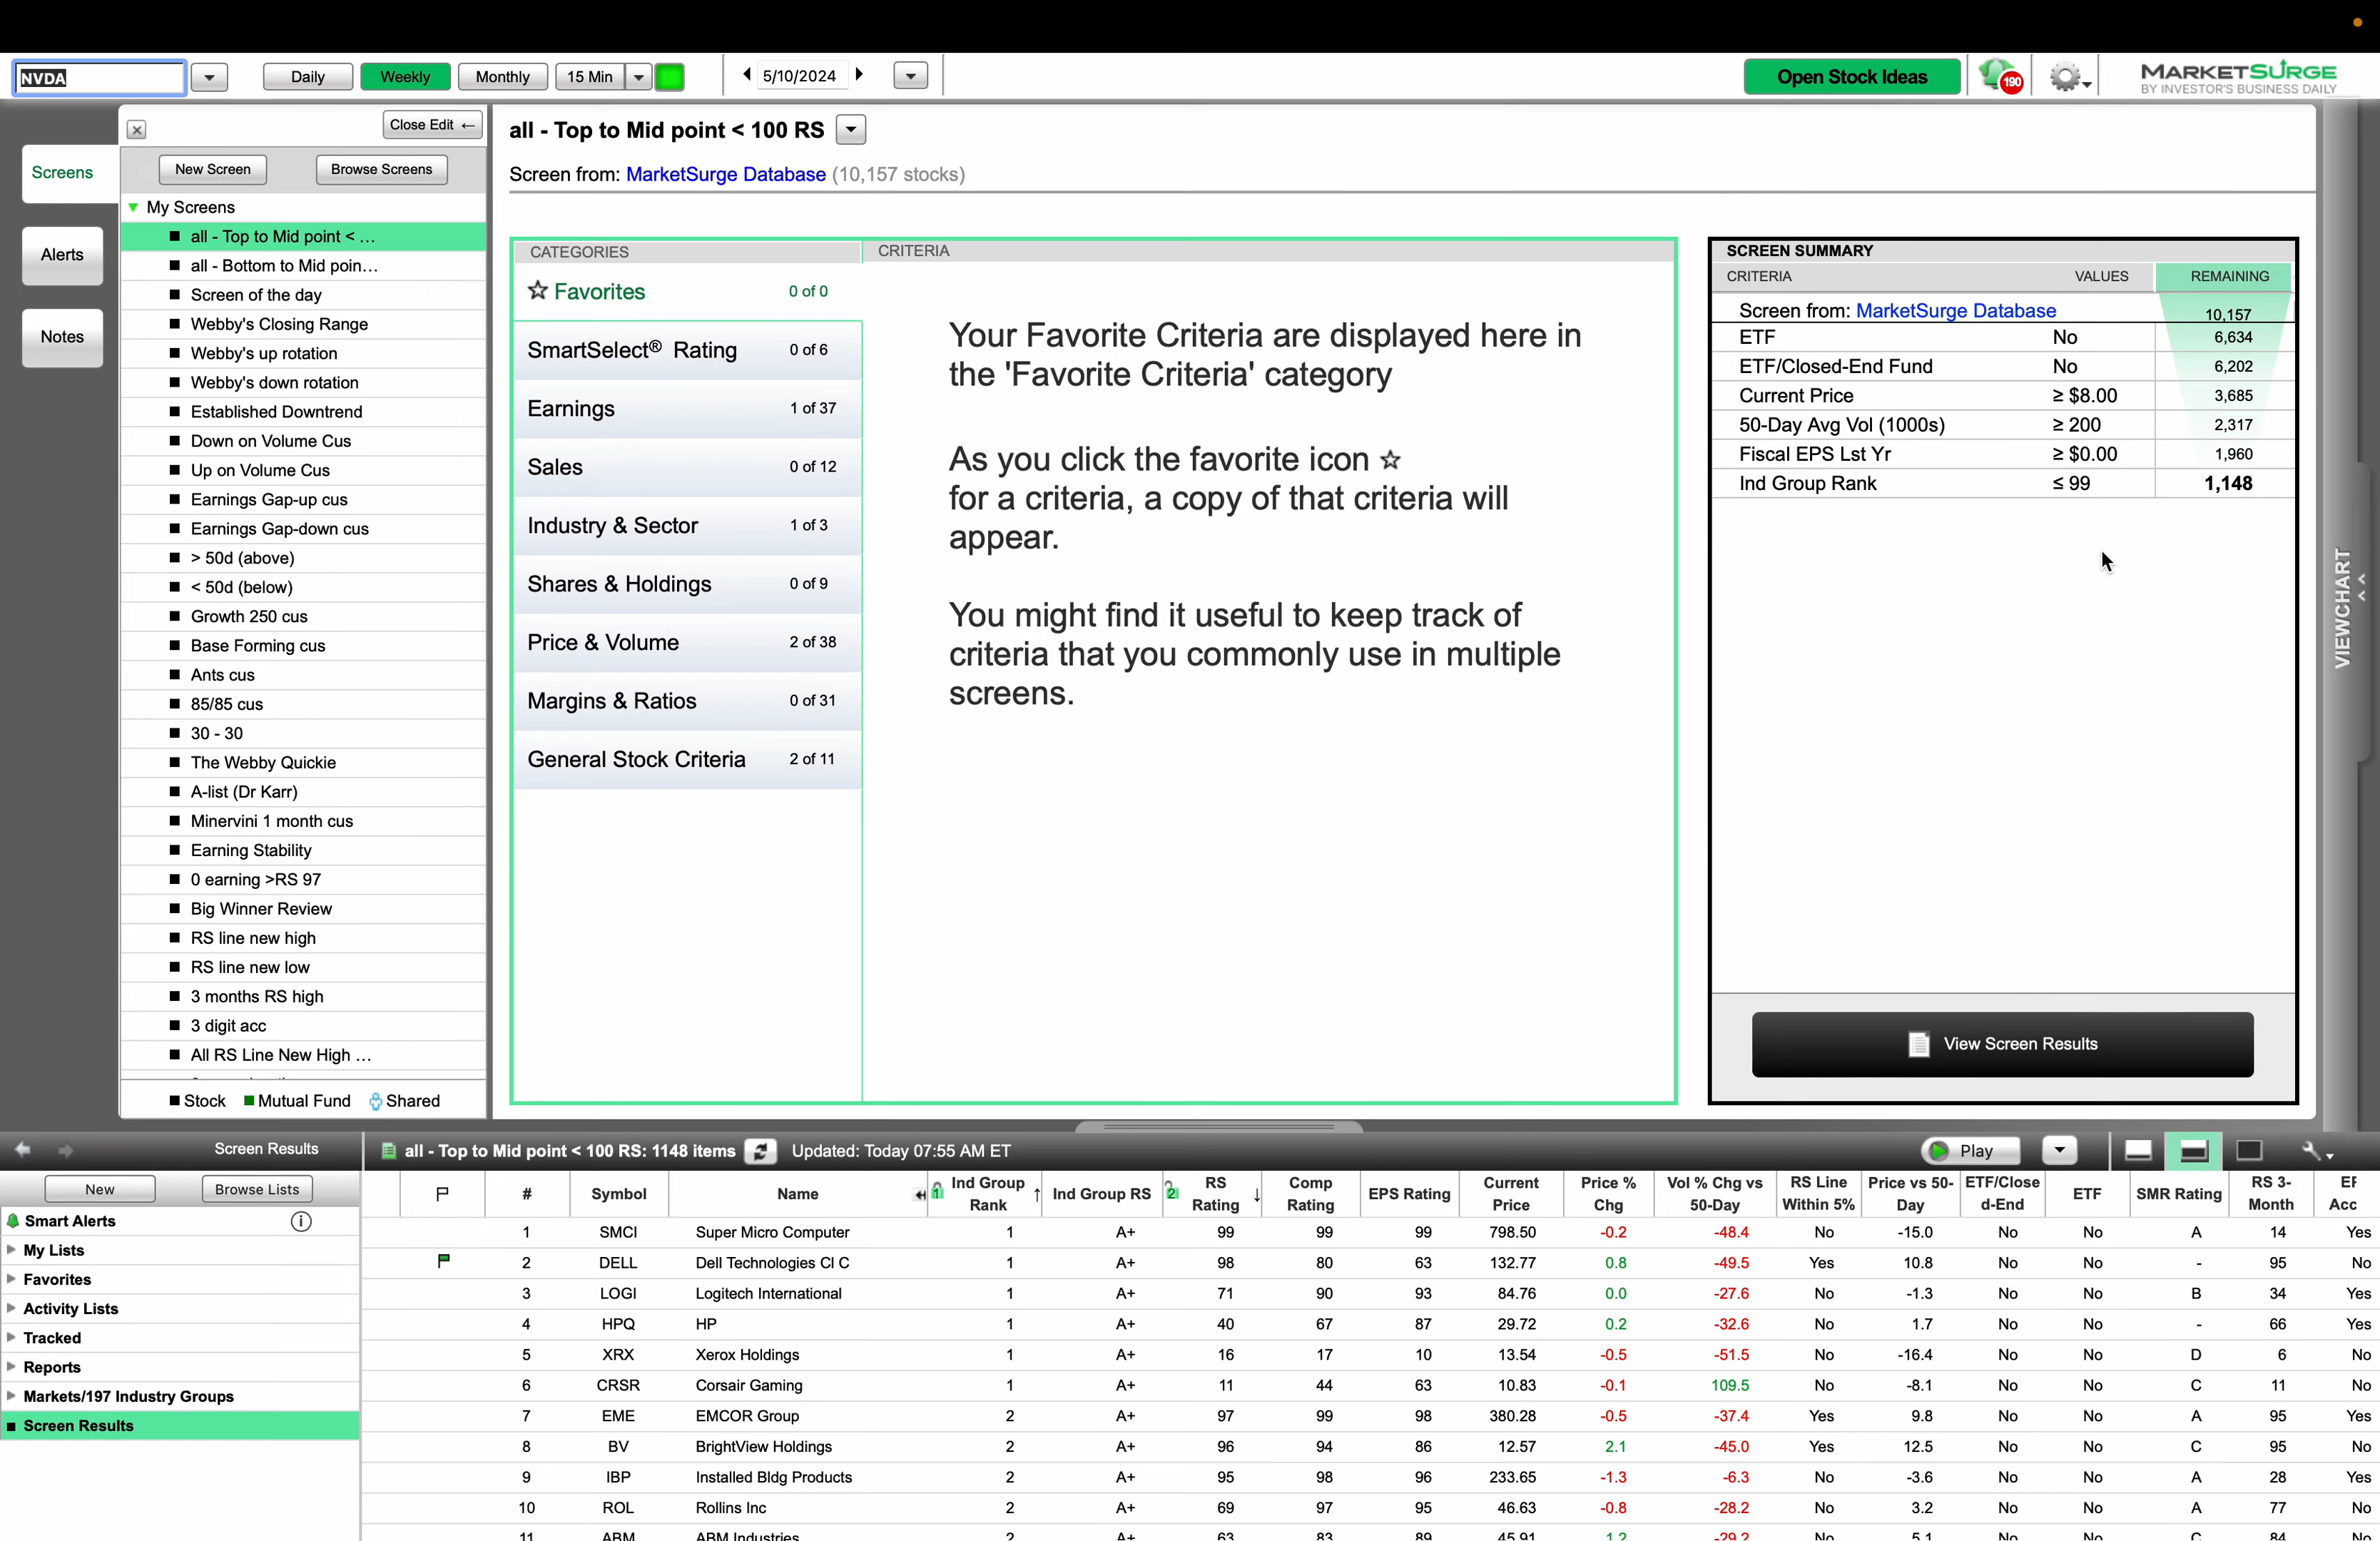 NVDA
Daily
Weekly
Monthly
15 Min
5/10/2024
Open Stock Ideas
190
MARKETSURGE
BY INVESTOR'S BUSINESS DAILY
Screens
Alerts
Notes
Close Edit ←
New Screen
Browse Screens
My Screens
all - Top to Mid point < ...
all - Bottom to Mid poin...
Screen of the day
Webby's Closing Range
Webby's up rotation
Webby's down rotation
Established Downtrend
Down on Volume Cus
Up on Volume Cus
Earnings Gap-up cus
Earnings Gap-down cus
> 50d (above)
< 50d (below)
Growth 250 cus
Base Forming cus
Ants cus
85/85 cus
30 - 30
The Webby Quickie
A-list (Dr Karr)
Minervini 1 month cus
Earning Stability
0 earning >RS 97
Big Winner Review
RS line new high
RS line new low
3 months RS high
3 digit acc
All RS Line New High ...
Stock Mutual Fund Shared
all - Top to Mid point < 100 RS
Screen from: MarketSurge Database (10,157 stocks)
CATEGORIES
Favorites 0 of 0
SmartSelect® Rating 0 of 6
Earnings 1 of 37
Sales 0 of 12
Industry & Sector 1 of 3
Shares & Holdings 0 of 9
Price & Volume 2 of 38
Margins & Ratios 0 of 31
General Stock Criteria 2 of 11
CRITERIA
Your Favorite Criteria are displayed here in
the 'Favorite Criteria' category
As you click the favorite icon ☆
for a criteria, a copy of that criteria will
appear.
You might find it useful to keep track of
criteria that you commonly use in multiple
screens.
SCREEN SUMMARY
CRITERIA VALUES REMAINING
Screen from: MarketSurge Database 10,157
ETF No 6,634
ETF/Closed-End Fund No 6,202
Current Price ≥ $8.00 3,685
50-Day Avg Vol (1000s) ≥ 200 2,317
Fiscal EPS Lst Yr ≥ $0.00 1,960
Ind Group Rank ≤ 99 1,148
View Screen Results
VIEWCHART
Screen Results
all - Top to Mid point < 100 RS: 1148 items
Updated: Today 07:55 AM ET
Play
New
Browse Lists
Smart Alerts
My Lists
Favorites
Activity Lists
Tracked
Reports
Markets/197 Industry Groups
Screen Results
# Symbol Name 1 Ind Group Rank ↑ Ind Group RS 2 RS Rating ↓ Comp Rating EPS Rating Current Price Price % Chg Vol % Chg vs 50-Day RS Line Within 5% Price vs 50-Day ETF/Close d-End ETF SMR Rating RS 3-Month Acc
1 SMCI Super Micro Computer 1 A+ 99 99 99 798.50 -0.2 -48.4 No -15.0 No No A 14 Yes
2 DELL Dell Technologies Cl C 1 A+ 98 80 63 132.77 0.8 -49.5 Yes 10.8 No No - 95 No
3 LOGI Logitech International 1 A+ 71 90 93 84.76 0.0 -27.6 No -1.3 No No B 34 Yes
4 HPQ HP 1 A+ 40 67 87 29.72 0.2 -32.6 No 1.7 No No - 66 Yes
5 XRX Xerox Holdings 1 A+ 16 17 10 13.54 -0.5 -51.5 No -16.4 No No D 6 No
6 CRSR Corsair Gaming 1 A+ 11 44 63 10.83 -0.1 109.5 No -8.1 No No C 11 No
7 EME EMCOR Group 2 A+ 97 99 98 380.28 -0.5 -37.4 Yes 9.8 No No A 95 Yes
8 BV BrightView Holdings 2 A+ 96 94 86 12.57 2.1 -45.0 Yes 12.5 No No C 95 No
9 IBP Installed Bldg Products 2 A+ 95 98 96 233.65 -1.3 -6.3 No -3.6 No No A 28 Yes
10 ROL Rollins Inc 2 A+ 69 97 95 46.63 -0.8 -28.2 No 3.2 No No A 77 No
11 ABM ABM Industries 2 A+ 63 83 89 45.91 1.2 -29.2 No 5.1 No No C 84 No